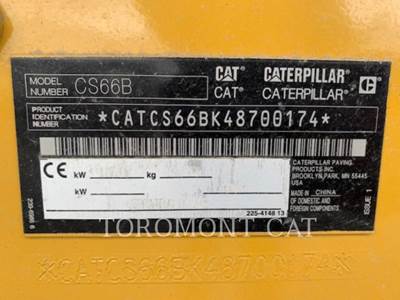 MODEL NUMBER CS66B
CAT CATERPILLAR C
CAT® CATERPILLAR®
PRODUCT IDENTIFICATION NUMBER *CATCS66BK48700174*
CATERPILLAR PAVING
PRODUCTS INC.
BROOKLYN PARK, MN 55445
USA
CE kW kg
kW
MADE IN CHINA
OF DOMESTIC AND
FOREIGN COMPONENTS
ISSUE 1
225-4148 13
TOROMONT CAT
*CATCS66BK48700174*